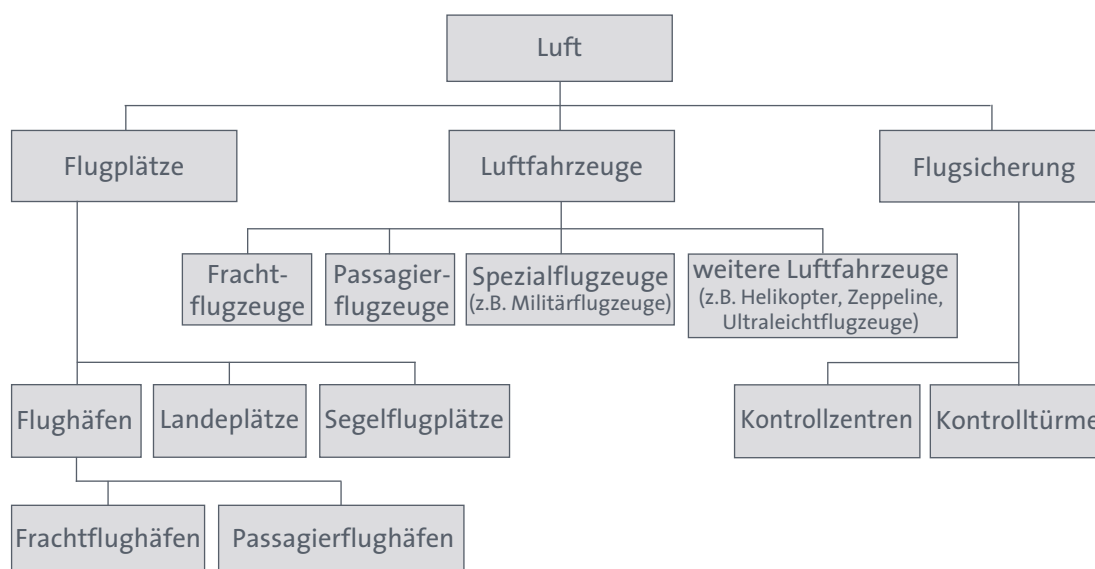 Luft
Flugplätze
Luftfahrzeuge
Flugsicherung
Fracht-
flugzeuge
Passagier-
flugzeuge
Spezialflugzeuge
(z.B. Militärflugzeuge)
weitere Luftfahrzeuge
(z.B. Helikopter, Zeppeline,
Ultraleichtflugzeuge)
Flughäfen
Landeplätze
Segelflugplätze
Kontrollzentren
Kontrolltürme
Frachtflughäfen
Passagierflughäfen